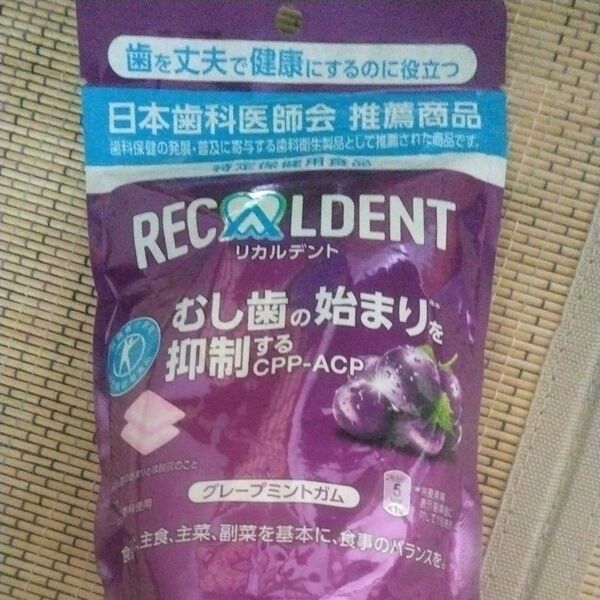 歯を丈夫で健康にするのに役立つ
日本歯科医師会 推薦商品
歯科保健の発展・普及に寄与する歯科衛生製品として推薦された商品です。
特定保健用食品
RECALDENT
リカルデント
むし歯の始まり**を
抑制する
CPP-ACP
グレープミントガム
5
主食、主菜、副菜を基本に、食事のバランスを。